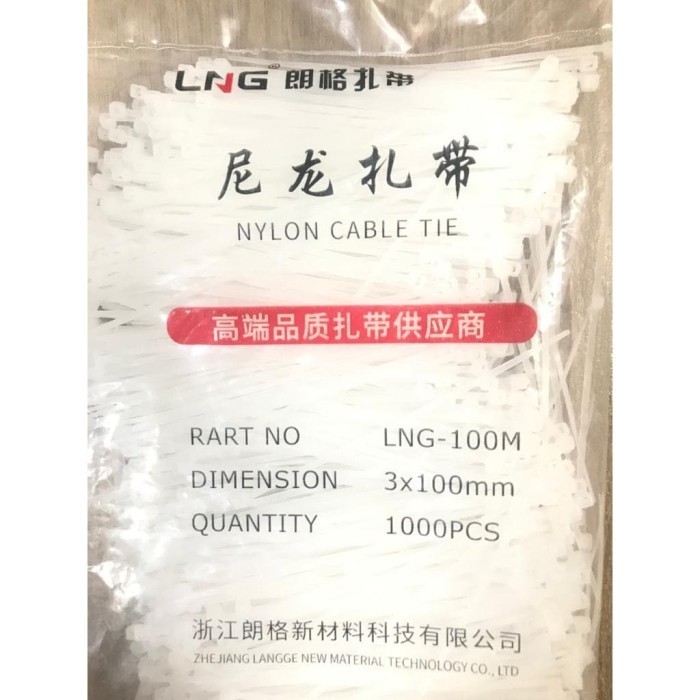 LNG® 朗格扎带
尼龙扎带
NYLON CABLE TIE
高端品质扎带供应商
RART NO LNG-100M
DIMENSION 3x100mm
QUANTITY 1000PCS
浙江朗格新材料科技有限公司
ZHEJIANG LANGGE NEW MATERIAL TECHNOLOGY CO., LTD